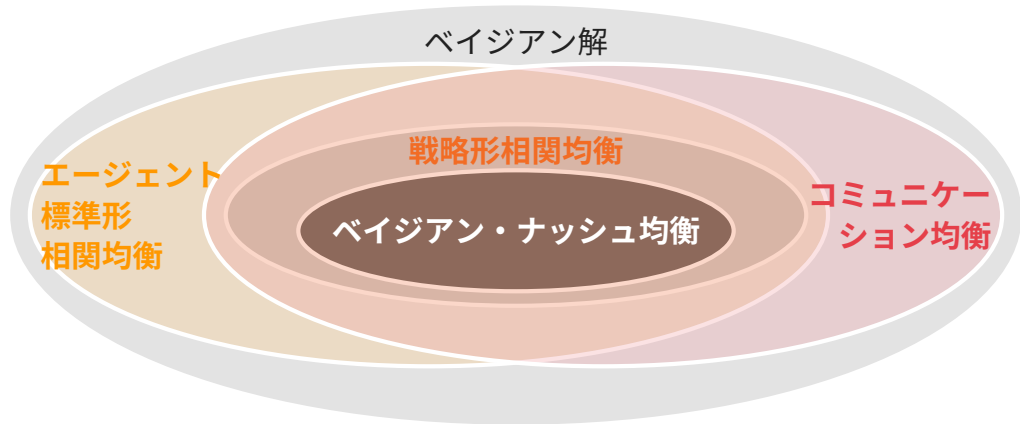 ベイジアン解
戦略形相関均衡
エージェント
標準形
相関均衡
ベイジアン・ナッシュ均衡
コミュニケー
ション均衡